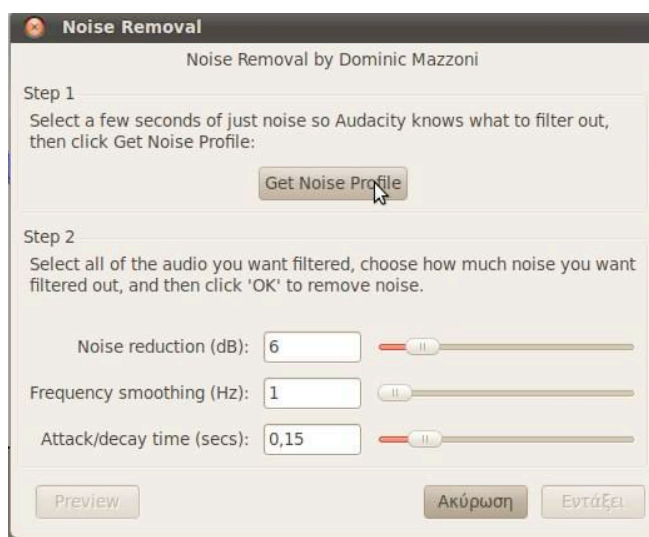 Noise Removal
Noise Removal by Dominic Mazzoni
Step 1
Select a few seconds of just noise so Audacity knows what to filter out,
then click Get Noise Profile:
Get Noise Profile
Step 2
Select all of the audio you want filtered, choose how much noise you want
filtered out, and then click 'OK' to remove noise.
Noise reduction (dB): 6
Frequency smoothing (Hz): 1
Attack/decay time (secs): 0,15
Preview Ακύρωση Εντάξει